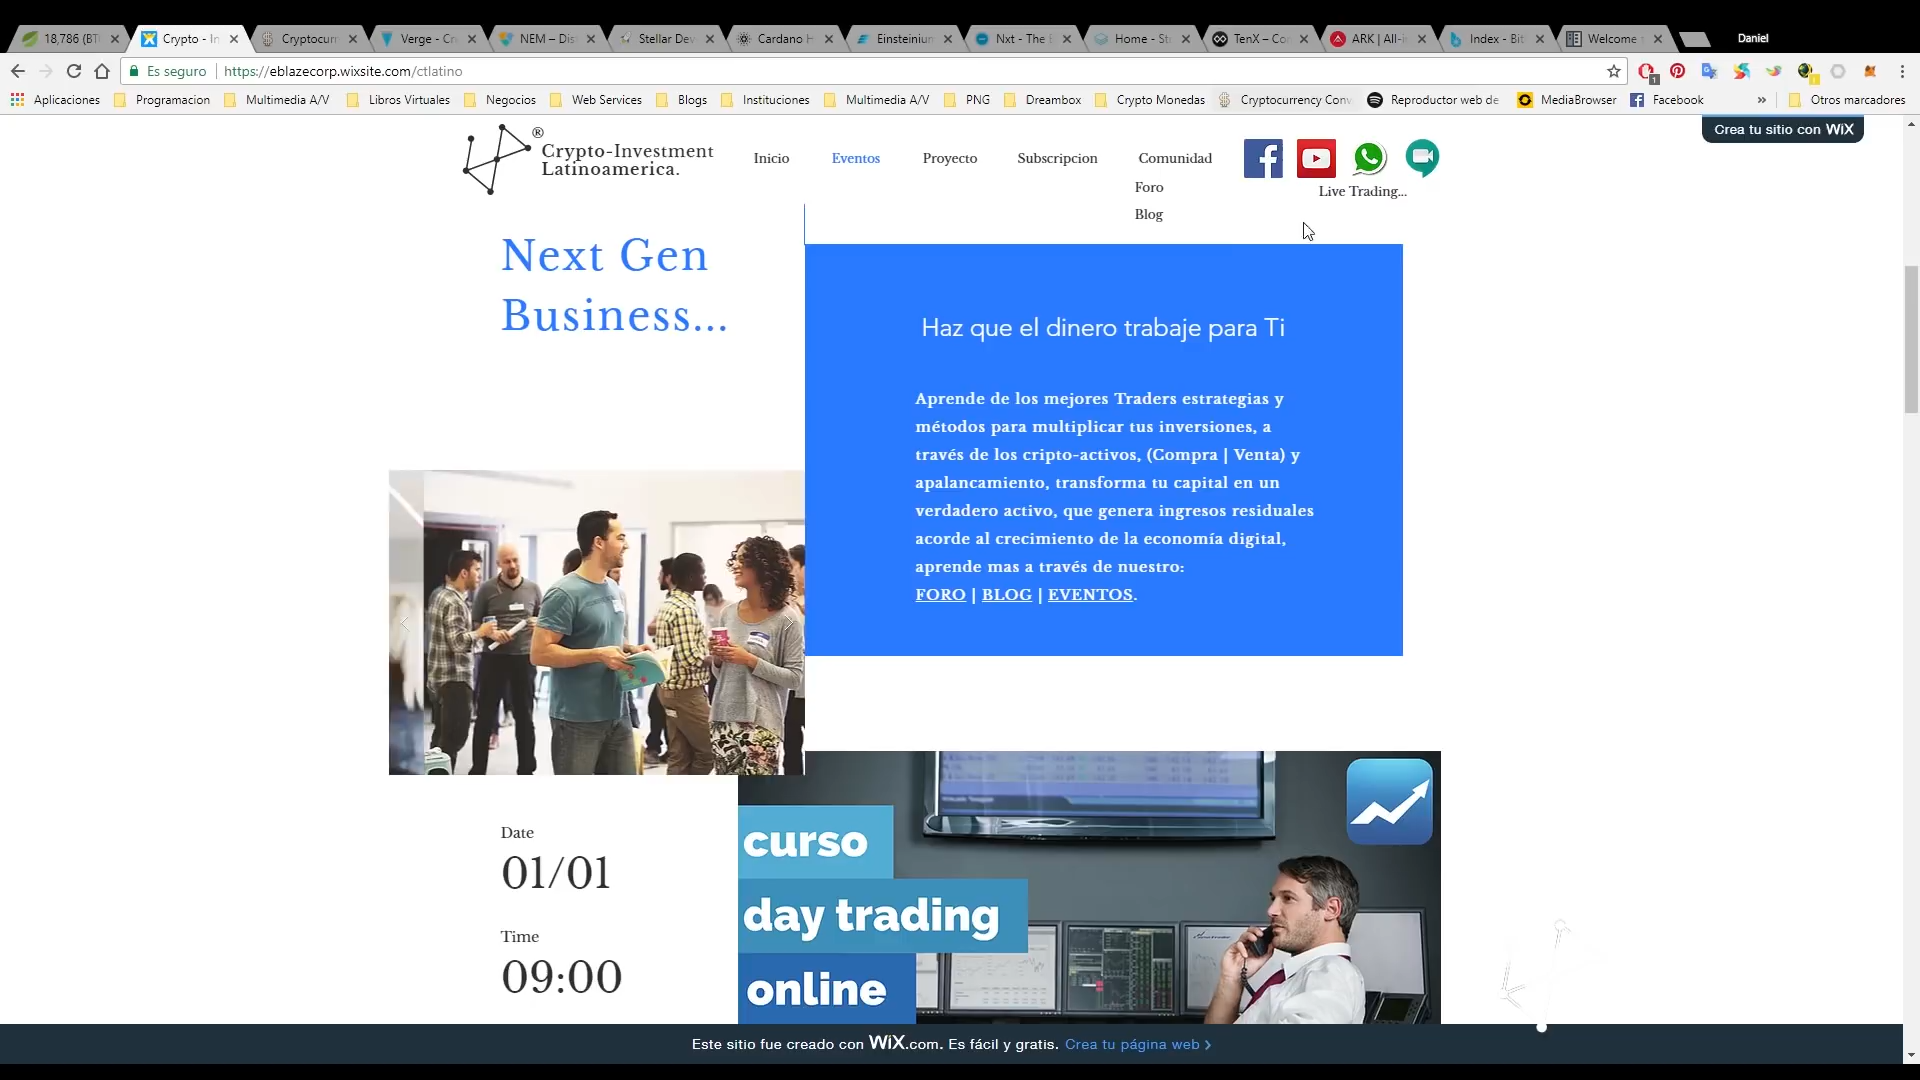 18,786 (BT
Crypto - In
Cryptocurr
Verge - Cr
NEM – Dis
Stellar Dev
Cardano H
Einsteiniun
Nxt - The B
Home - St
TenX – Co
ARK | All-i
Index - Bit
Welcome
Daniel
Es seguro
https://eblazecorp.wixsite.com/ctlatino
Aplicaciones
Programacion
Multimedia A/V
Libros Virtuales
Negocios
Web Services
Blogs
Instituciones
Multimedia A/V
PNG
Dreambox
Crypto Monedas
Cryptocurrency Conv
Reproductor web de
MediaBrowser
Facebook
Otros marcadores
Crea tu sitio con WiX
®
Crypto-Investment
Latinoamerica.
Inicio
Eventos
Proyecto
Subscripcion
Comunidad
Foro
Blog
Live Trading...
Next Gen
Business...
Haz que el dinero trabaje para Ti
Aprende de los mejores Traders estrategias y
métodos para multiplicar tus inversiones, a
través de los cripto-activos, (Compra | Venta) y
apalancamiento, transforma tu capital en un
verdadero activo, que genera ingresos residuales
acorde al crecimiento de la economía digital,
aprende mas a través de nuestro:
FORO | BLOG | EVENTOS.
Date
01/01
Time
09:00
curso
day trading
online
Este sitio fue creado con WiX.com. Es fácil y gratis. Crea tu página web >